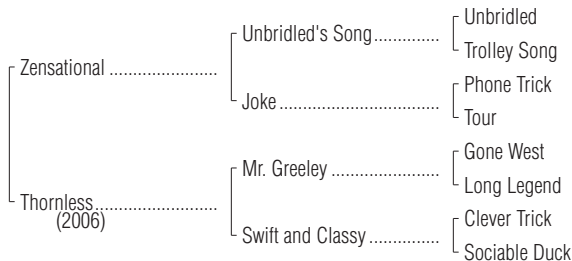 Unbridled
Unbridled's Song..............
Trolley Song
Zensational .......................
Phone Trick
Joke ..................................
Tour
Gone West
Mr. Greeley .......................
Long Legend
Thornless..........................
(2006)
Clever Trick
Swift and Classy ...............
Sociable Duck